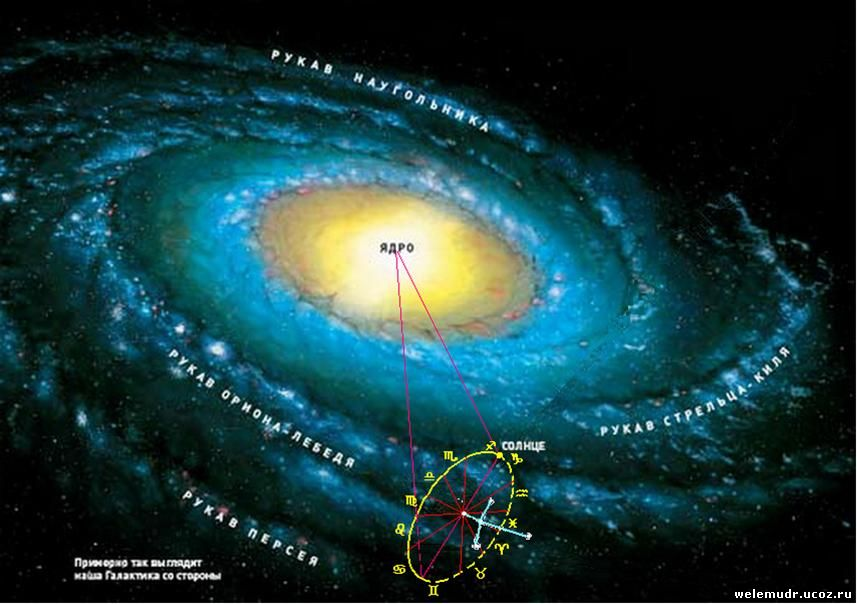 РУКАВ НАУГОЛЬНИКА
ЯДРО
РУКАВ ОРИОНА-ЛЕБЕДЯ
РУКАВ СТРЕЛЬЦА-КИЛЯ
СОЛНЦЕ
♐
♏ ♑
♎
♍ ♒
♌ ♓
♈
♋ ♉
♊
РУКАВ ПЕРСЕЯ
Примерно так выглядит
наша Галактика со стороны
welemudr.ucoz.ru